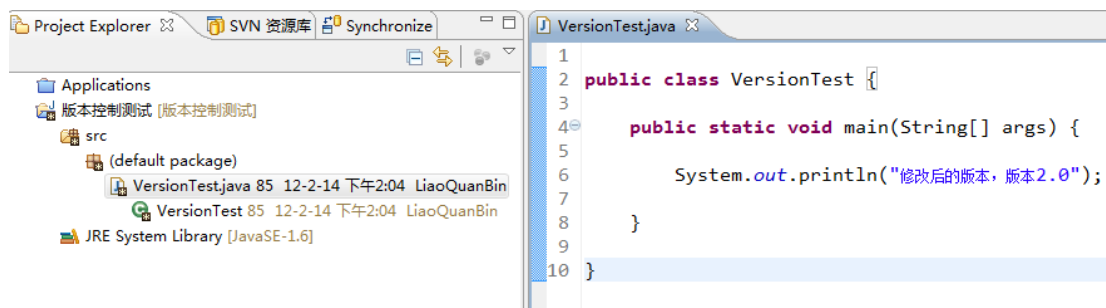 Project Explorer SVN 资源库 Synchronize
Applications
版本控制测试 [版本控制测试]
src
(default package)
VersionTest.java 85 12-2-14 下午2:04 LiaoQuanBin
VersionTest 85 12-2-14 下午2:04 LiaoQuanBin
JRE System Library [JavaSE-1.6]
VersionTest.java
1
2 public class VersionTest {
3
4 public static void main(String[] args) {
5
6 System.out.println("修改后的版本，版本2.0");
7
8 }
9
10 }